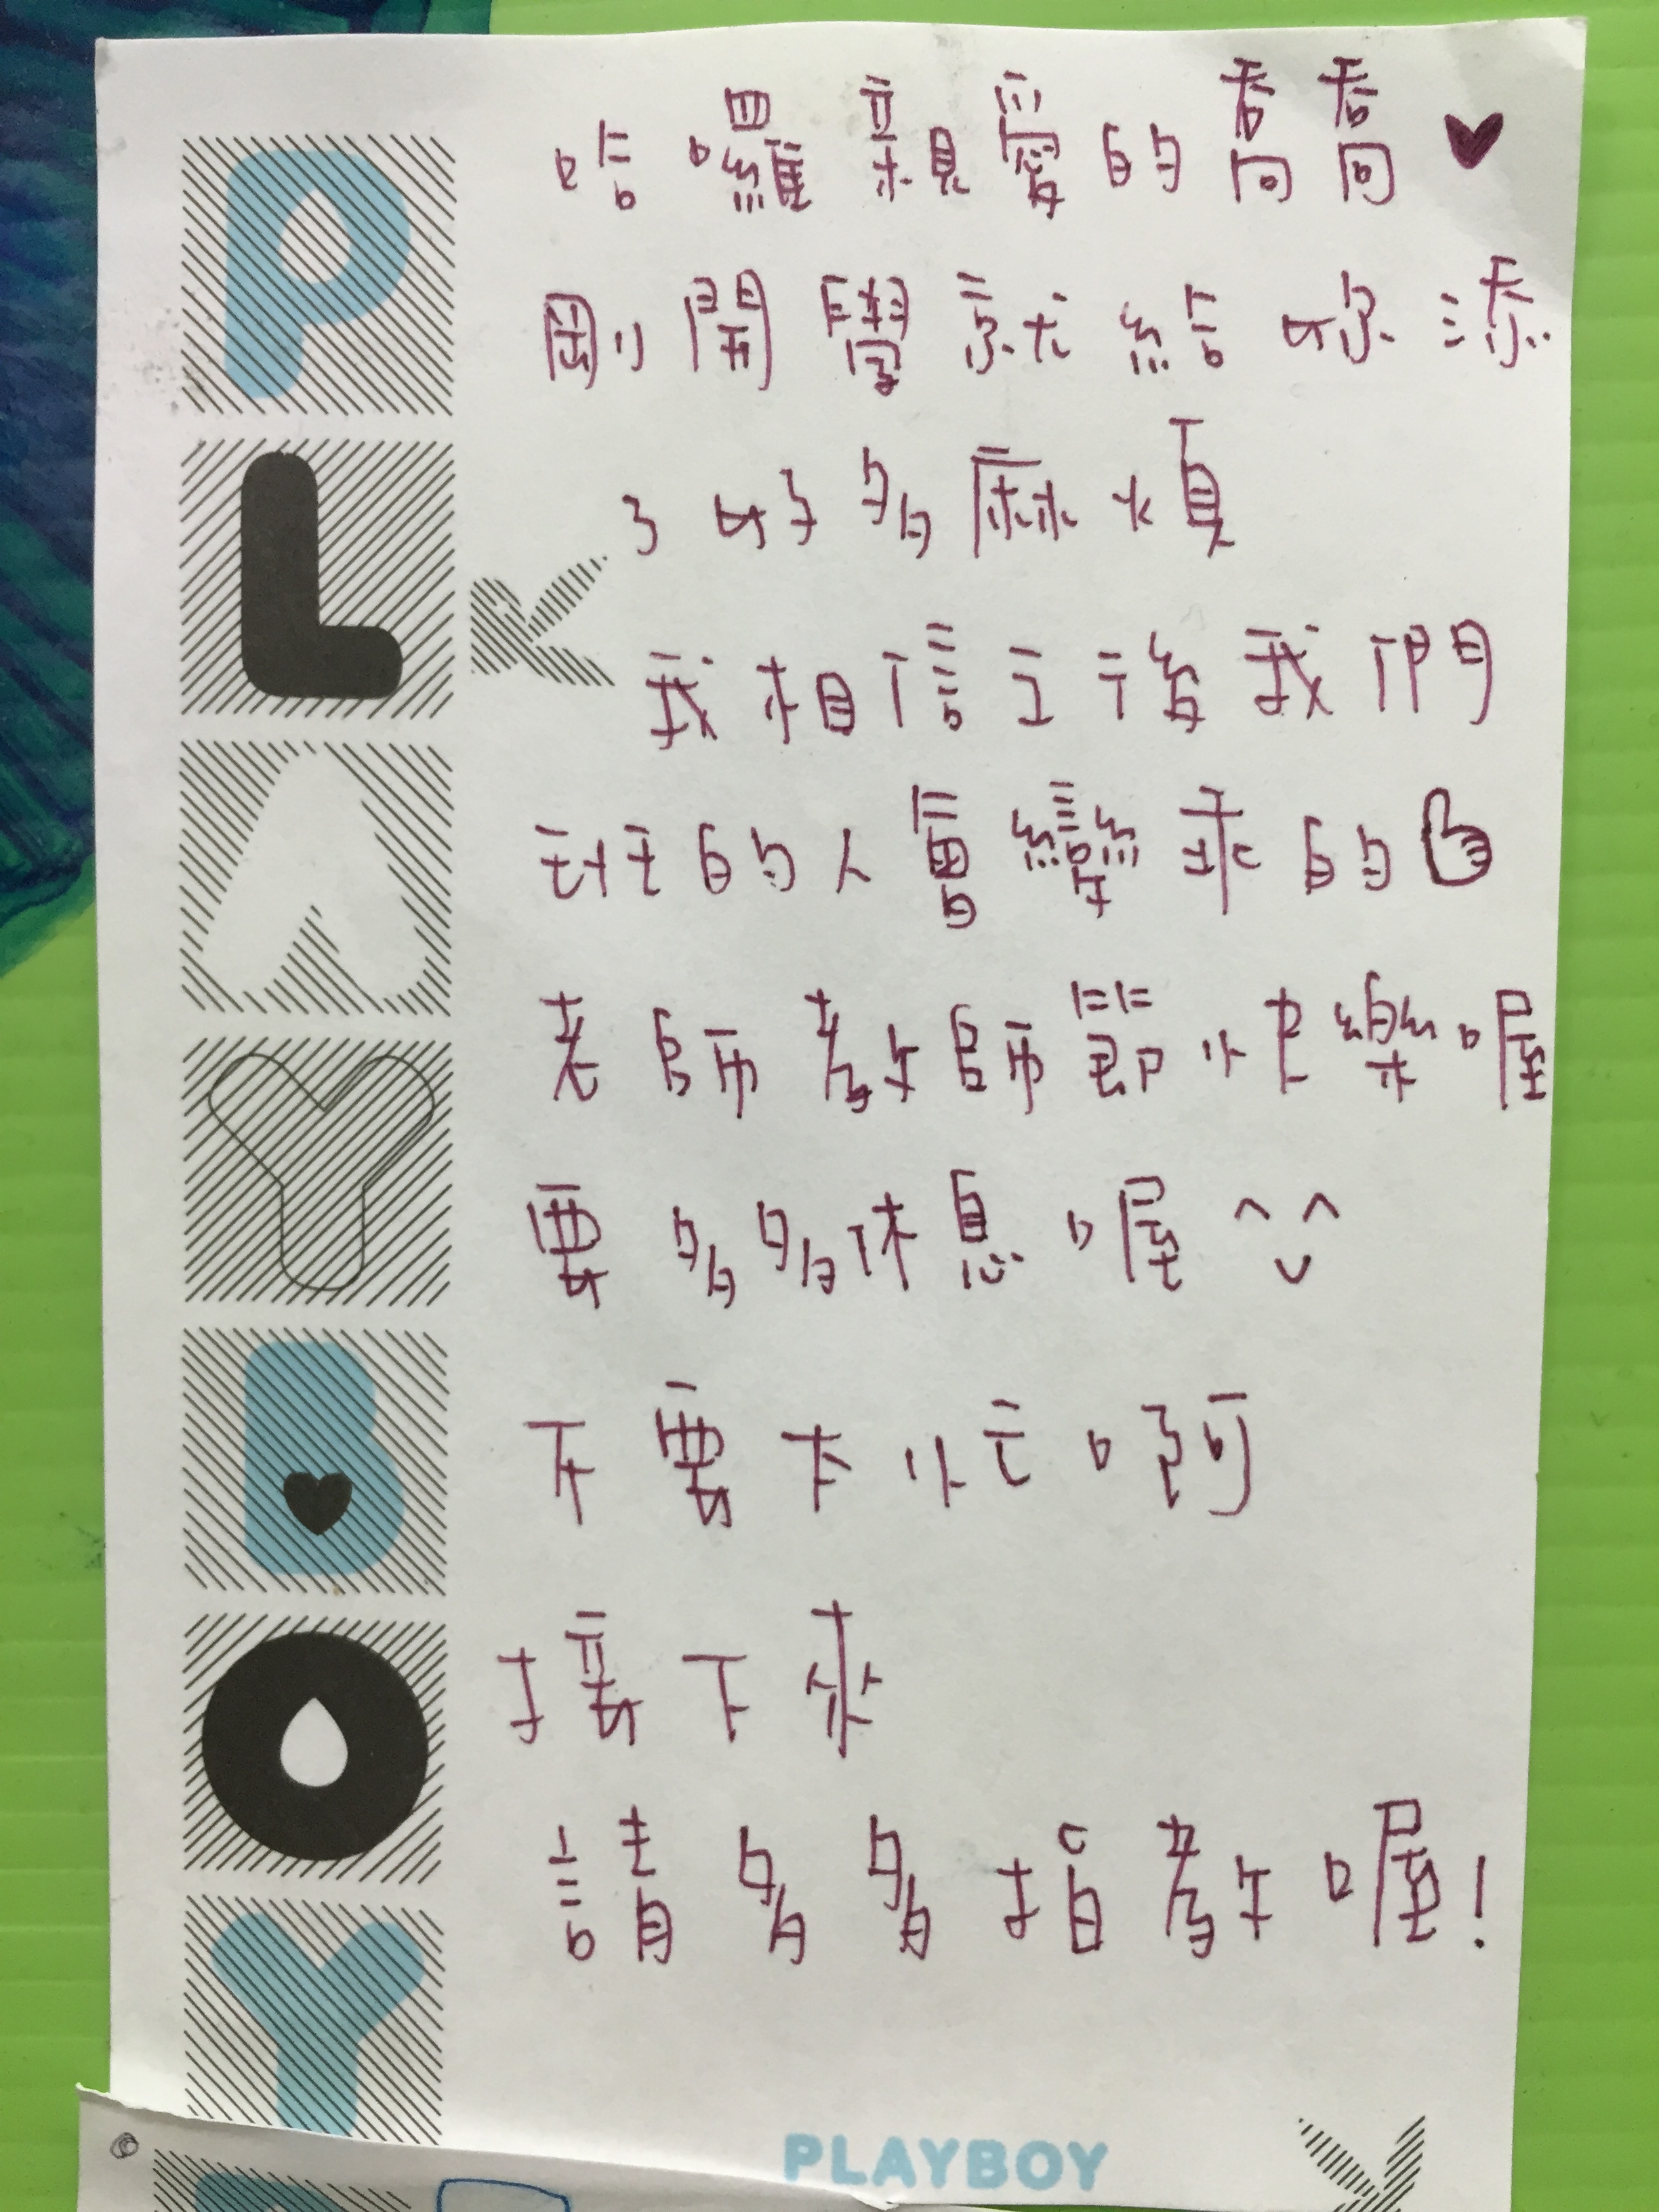 哈囉親愛的喬喬♥
剛開學就給妳添
了好多麻煩
我相信之後我們
班的人會變乖的👍
老師教師節快樂喔
要多多休息喔^^
不要太忙啊
接下來
請多多指教喔!
PLAYBOY
PLAYBOY